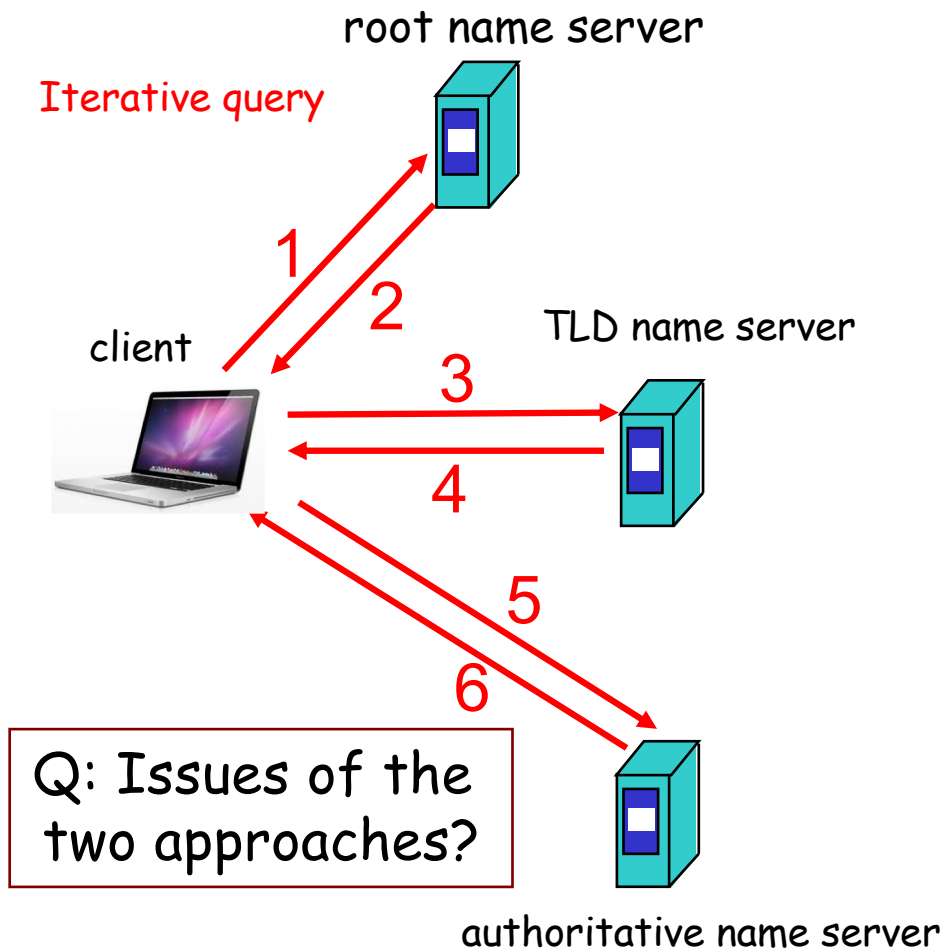 root name server
Iterative query
1
2
client
TLD name server
3
4
5
6
Q: Issues of the
two approaches?
authoritative name server